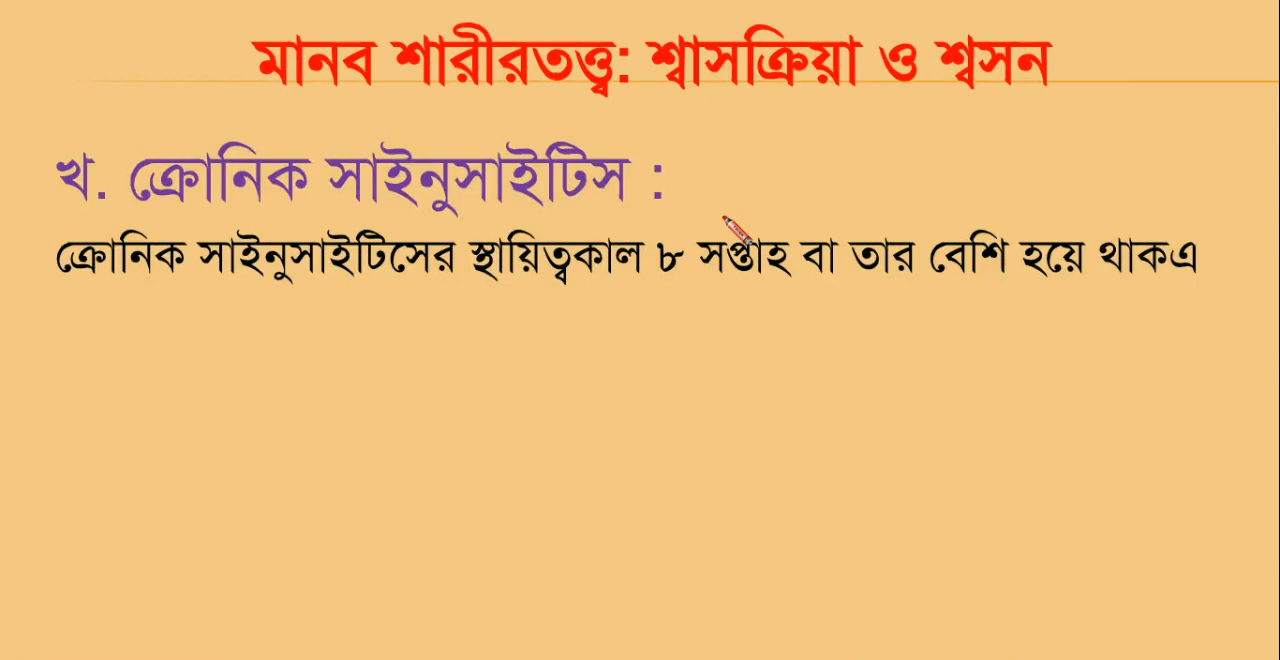 মানব শারীরতত্ত্ব: শ্বাসক্রিয়া ও শ্বসন
খ. ক্রোনিক সাইনুসাইটিস :
ক্রোনিক সাইনুসাইটিসের স্থায়িত্বকাল ৮ সপ্তাহ বা তার বেশি হয়ে থাকএ